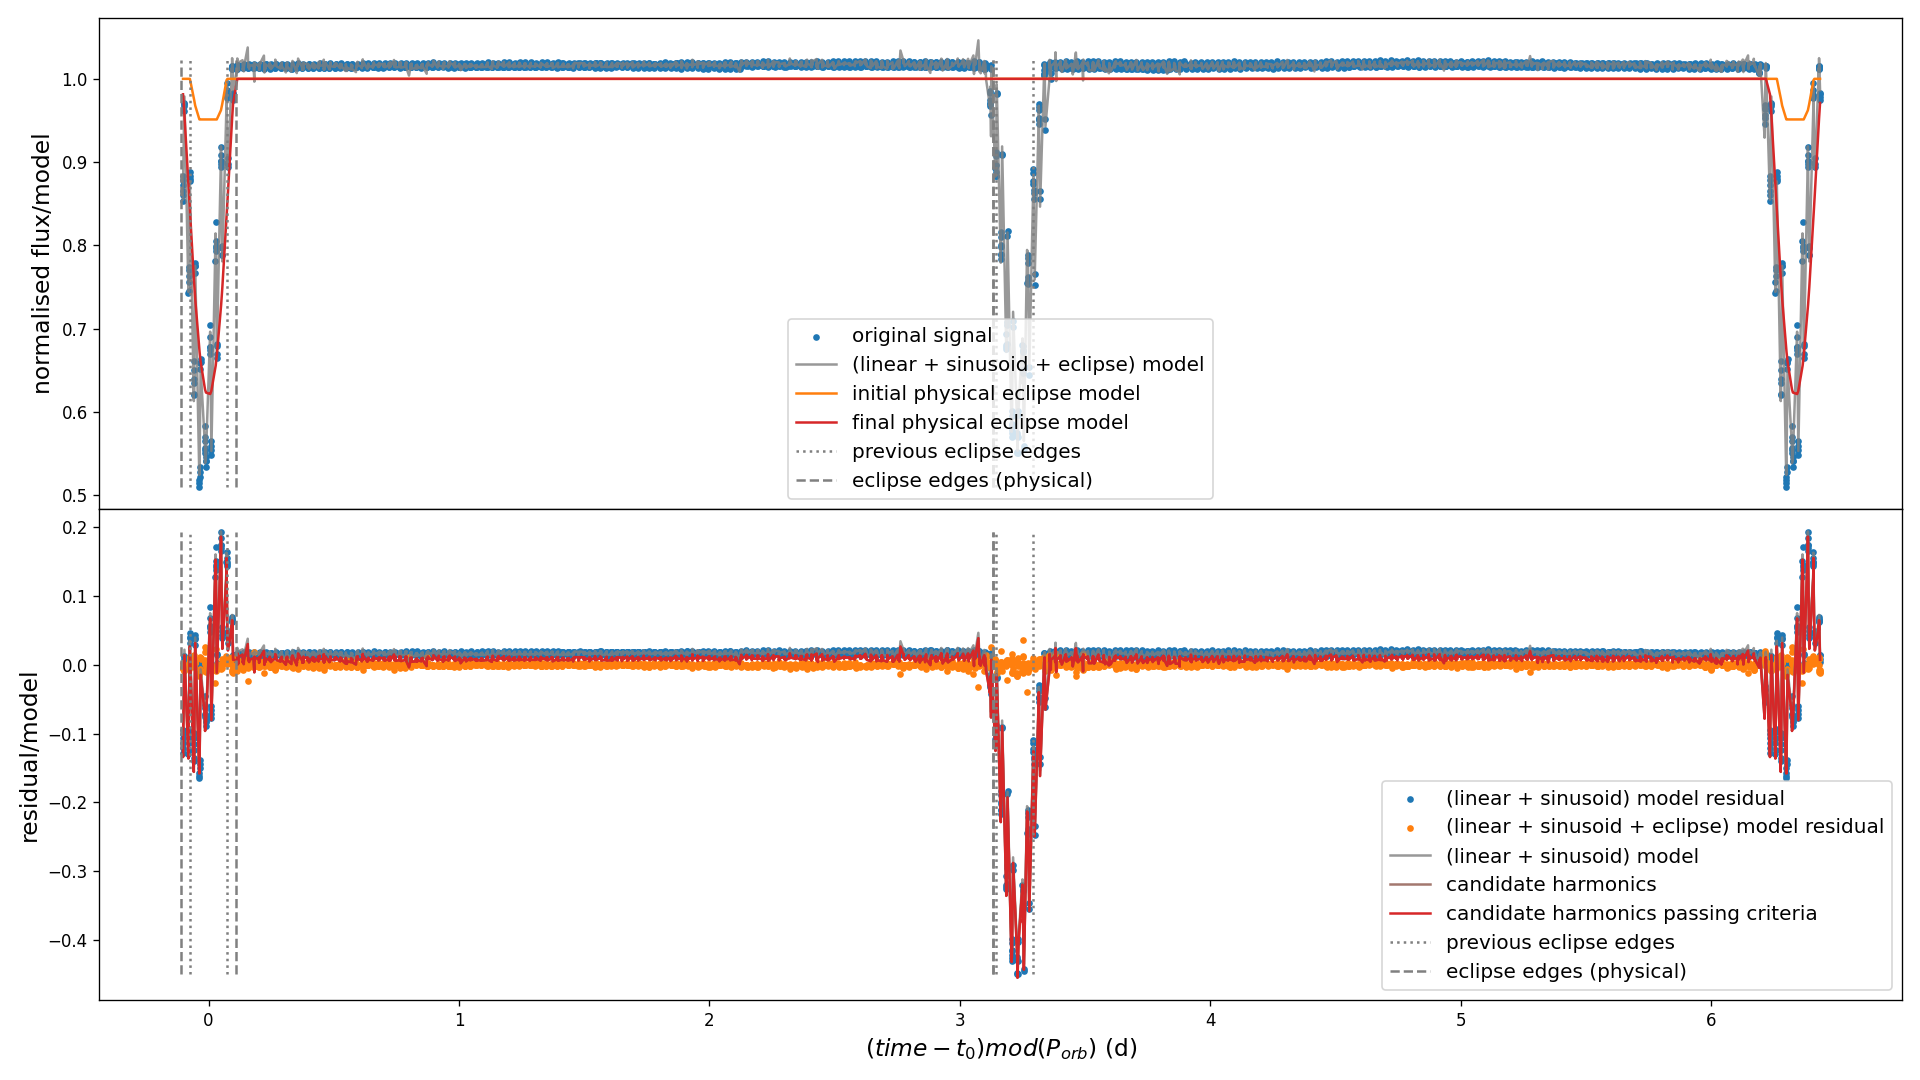 normalised flux/model
1.0
0.9
0.8
0.7
0.6
0.5
original signal
(linear + sinusoid + eclipse) model
initial physical eclipse model
final physical eclipse model
previous eclipse edges
eclipse edges (physical)
residual/model
0.2
0.1
0.0
−0.1
−0.2
−0.3
−0.4
(linear + sinusoid) model residual
(linear + sinusoid + eclipse) model residual
(linear + sinusoid) model
candidate harmonics
candidate harmonics passing criteria
previous eclipse edges
eclipse edges (physical)
0 1 2 3 4 5 6
(time − t₀)mod(Pₒᵣb) (d)